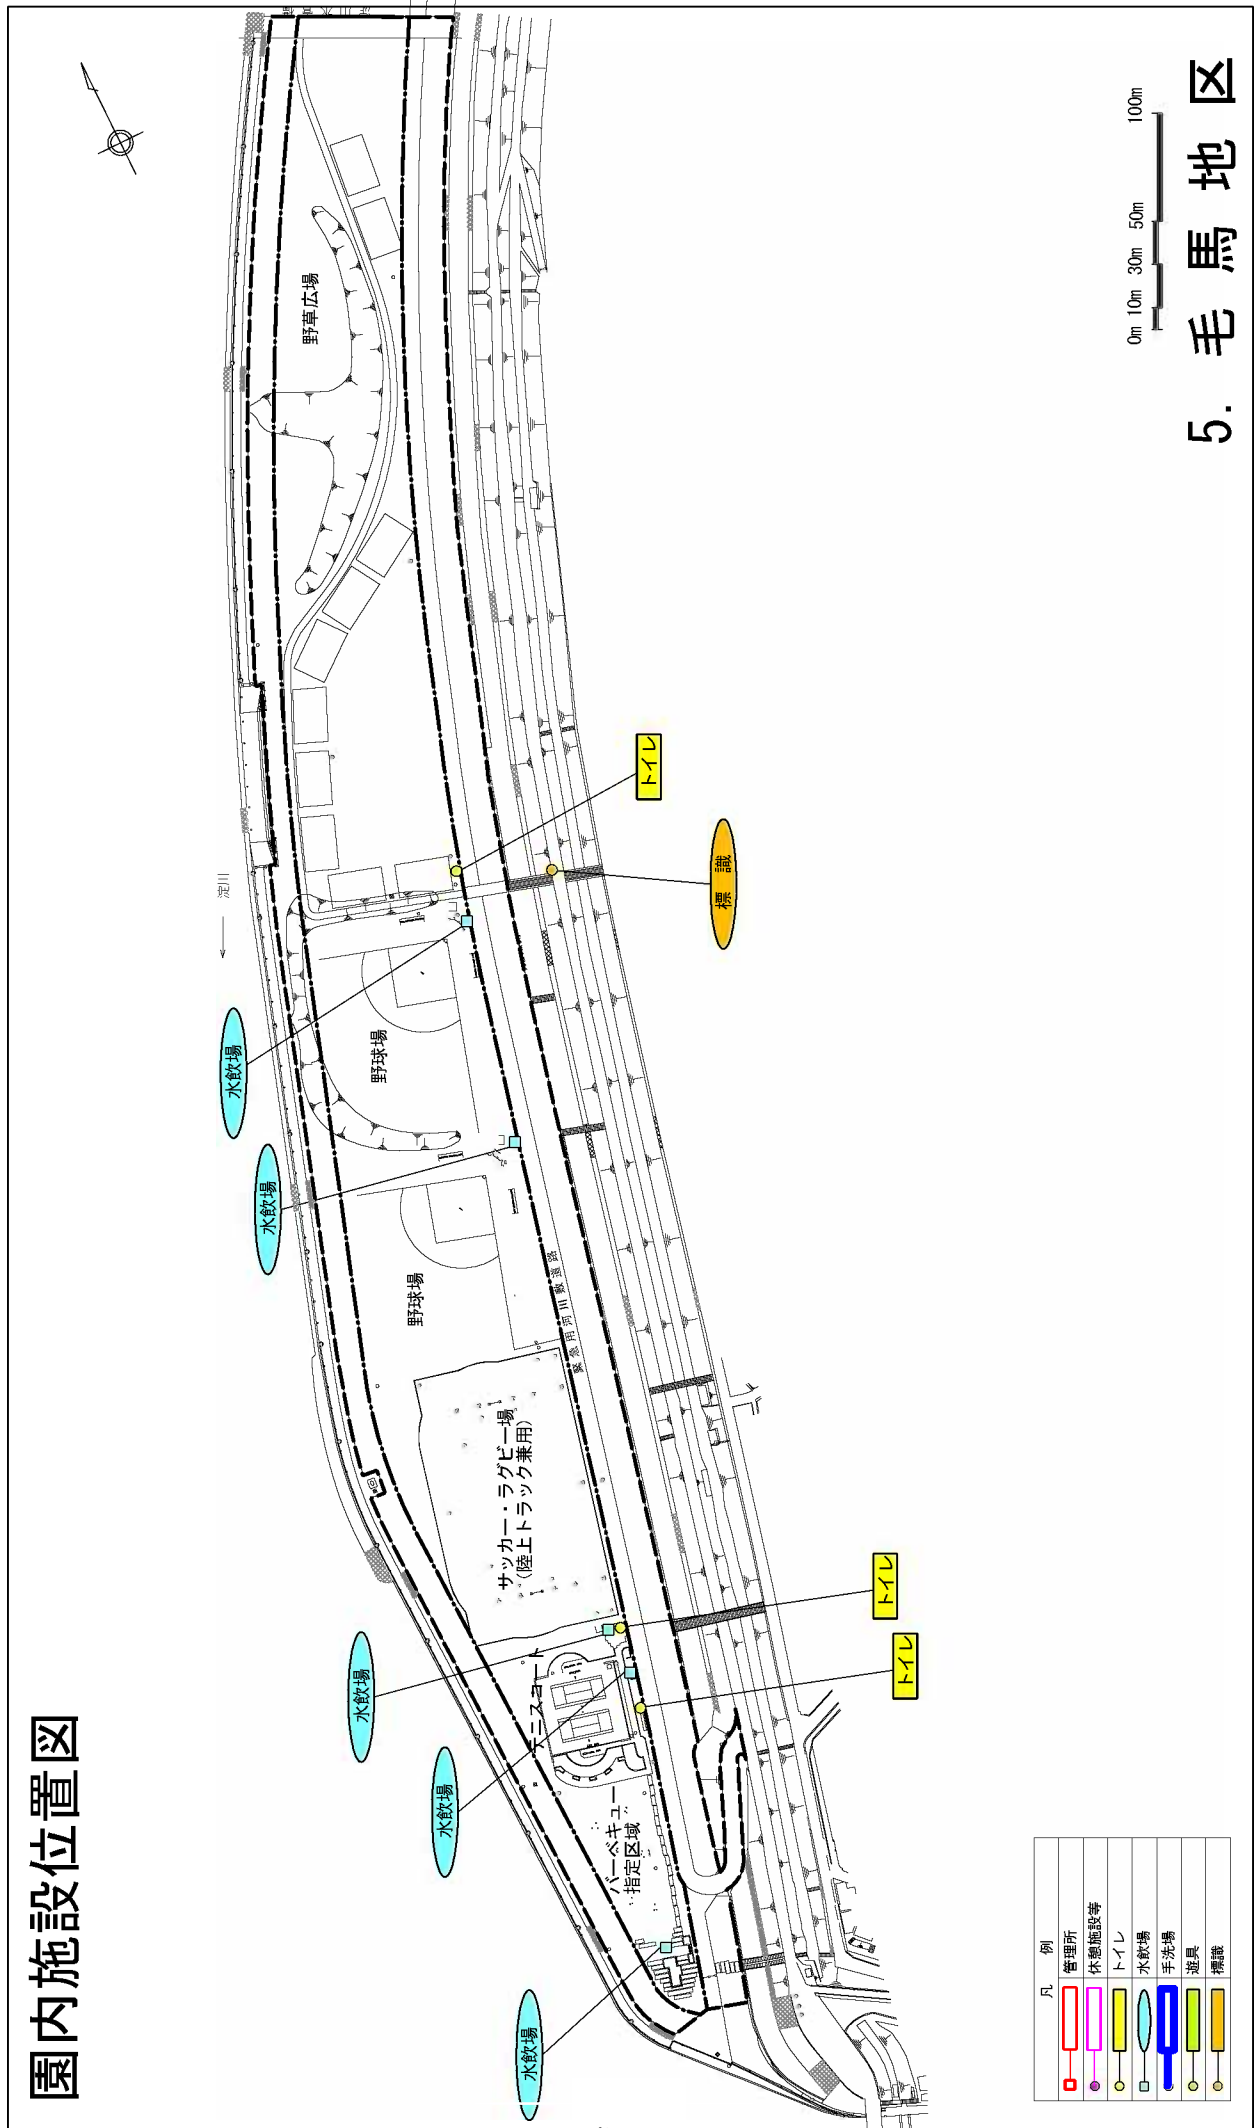 園内施設位置図
5. 毛馬地区
0m 10m 30m 50m 100m
淀川
野草広場
トイレ
標識
水飲場
野球場
水飲場
野球場
緊急用河川敷道路
サッカー・ラグビー場
(陸上トラック兼用)
トイレ
トイレ
水飲場
テニスコート
水飲場
バーベキュー
指定区域
水飲場
凡例
管理所
休憩施設等
トイレ
水飲場
手洗場
遊具
標識